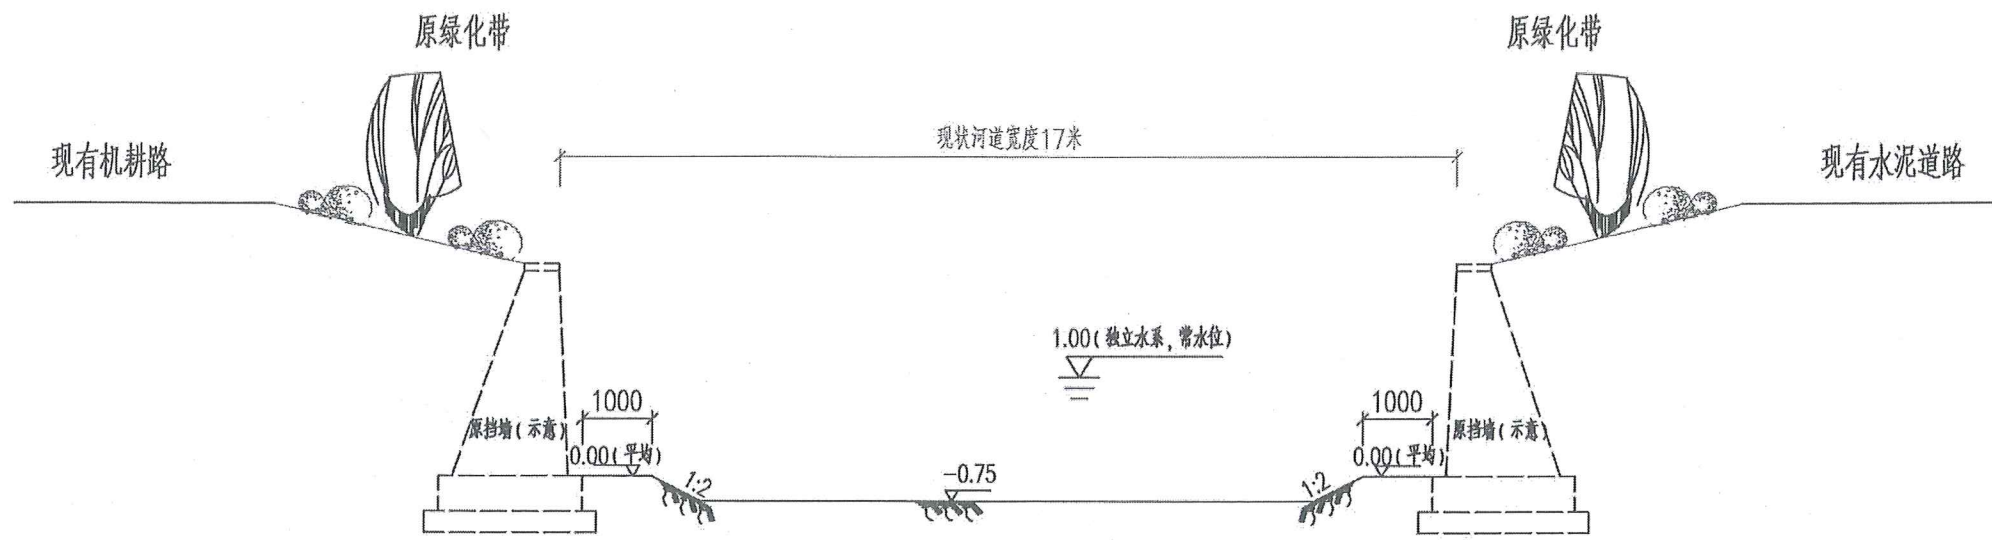 原绿化带
原绿化带
现状河道宽度17米
现有机耕路
现有水泥道路
1.00(独立水系,常水位)
1000
1000
原挡墙(示意)
原挡墙(示意)
0.00(平均)
0.00(平均)
1:2
-0.75
1:2